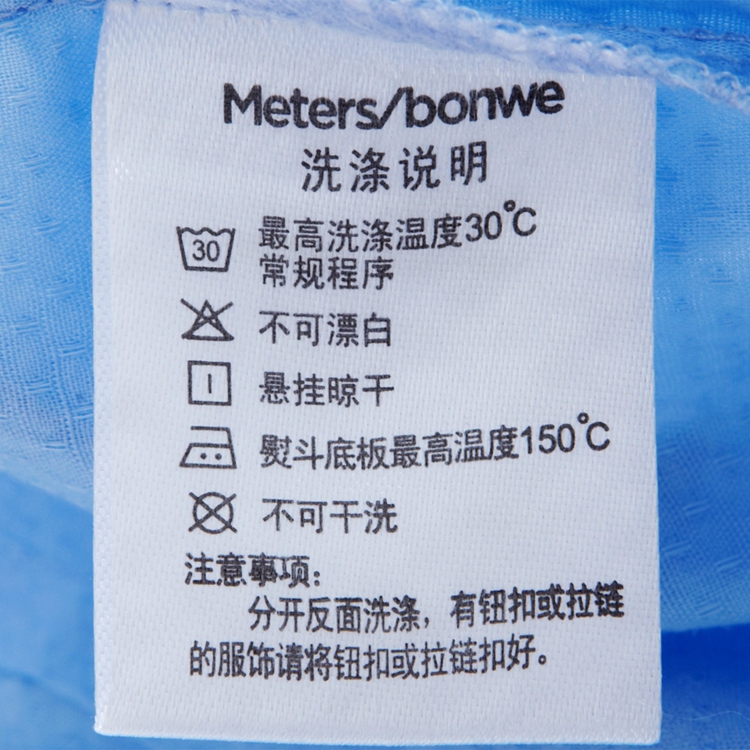 Meters/bonwe
洗涤说明
30 最高洗涤温度30℃
常规程序
不可漂白
悬挂晾干
熨斗底板最高温度150℃
不可干洗
注意事项：
分开反面洗涤，有钮扣或拉链
的服饰请将钮扣或拉链扣好。